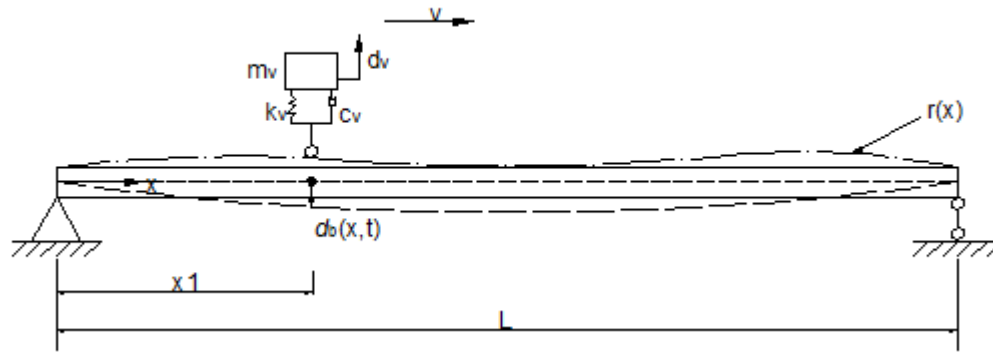 v
mv
dv
kv
cv
r(x)
x
db(x,t)
x1
L